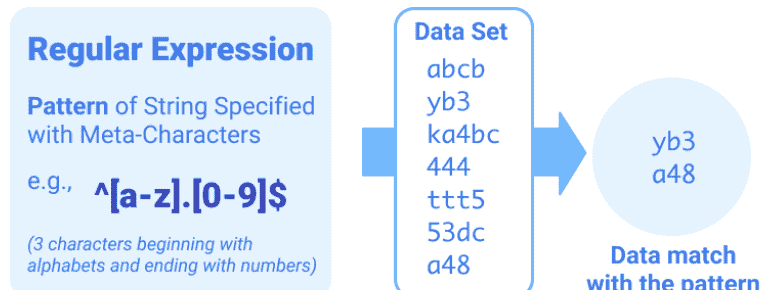 Regular Expression
Pattern of String Specified
with Meta-Characters
e.g., ^[a-z].[0-9]$
(3 characters beginning with
alphabets and ending with numbers)
Data Set
abcb
yb3
ka4bc
444
ttt5
53dc
a48
yb3
a48
Data match
with the pattern